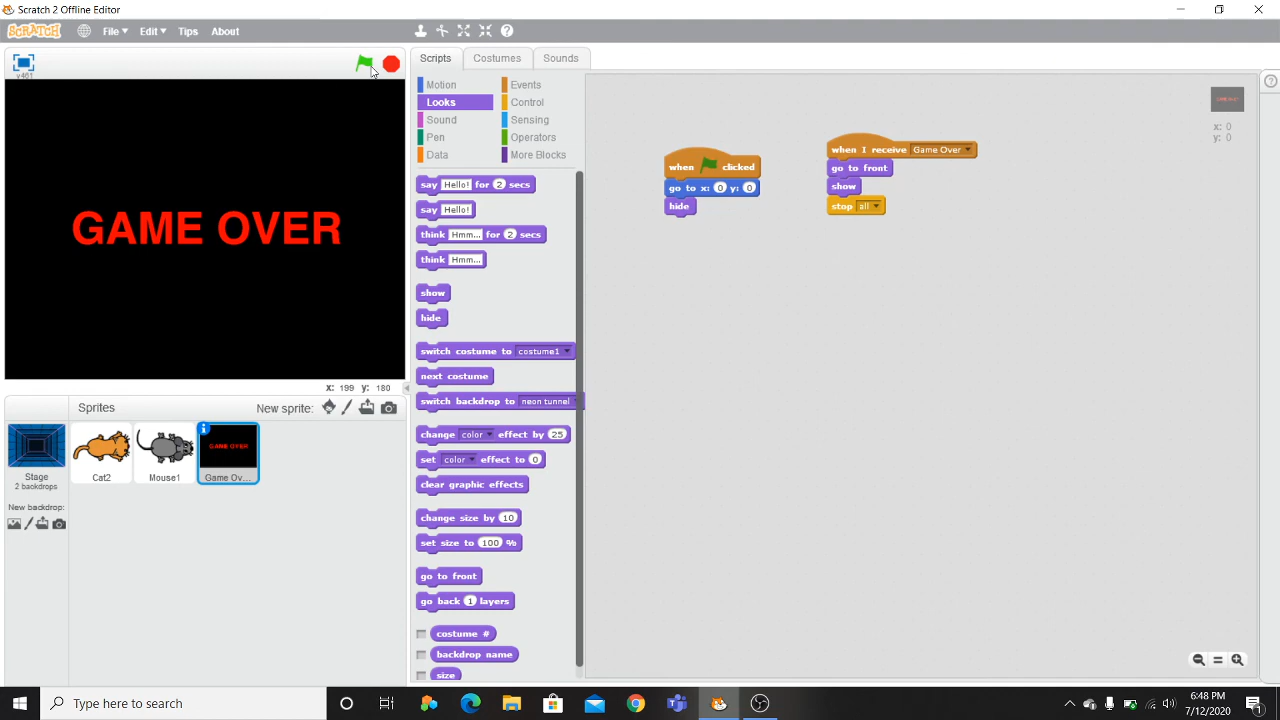 Scratch 2 Offline Editor
SCRATCH File Edit Tips About
v461
GAME OVER
x: 199 y: 180
Sprites New sprite:
Stage
2 backdrops
New backdrop:
Cat2
Mouse1
GAME OVER
Game Ov...
Scripts Costumes Sounds
Motion Events
Looks Control
Sound Sensing
Pen Operators
Data More Blocks
say Hello! for 2 secs
say Hello!
think Hmm... for 2 secs
think Hmm...
show
hide
switch costume to costume1
next costume
switch backdrop to neon tunnel
change color effect by 25
set color effect to 0
clear graphic effects
change size by 10
set size to 100 %
go to front
go back 1 layers
costume #
backdrop name
size
when clicked
go to x: 0 y: 0
hide
when I receive Game Over
go to front
show
stop all
GAME OVER
x: 0
y: 0
Type here to search
6:48 PM
7/12/2020